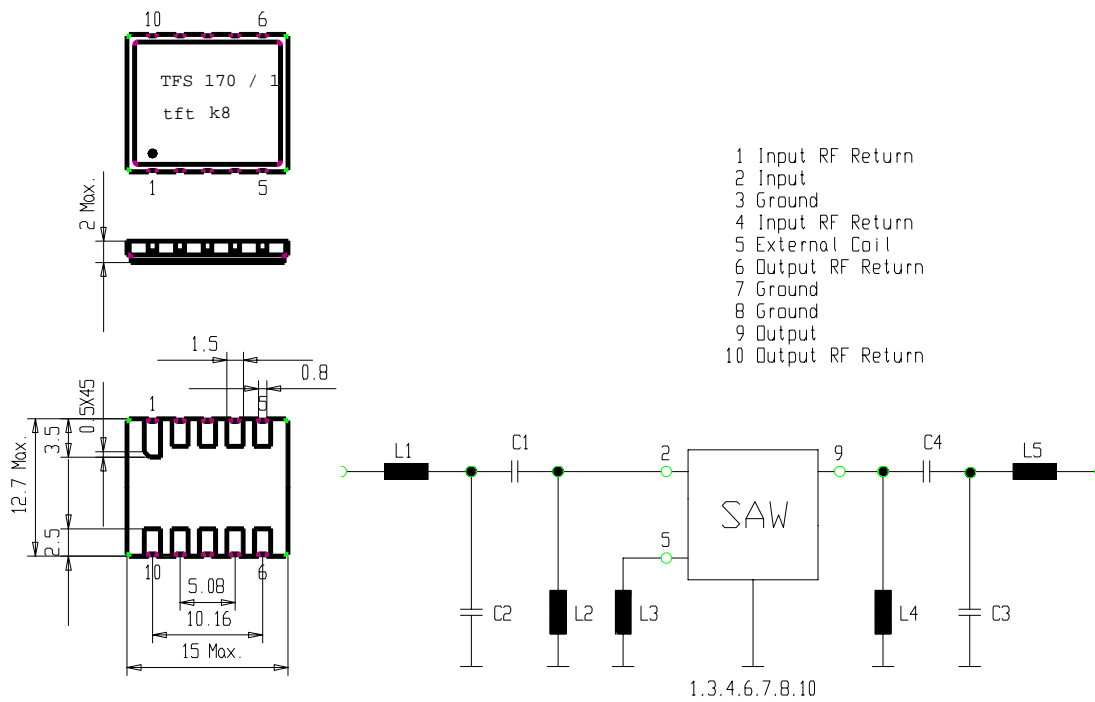 10 6
TFS 170 / 1
tft k8
1 5
2 Max.
1 Input RF Return
2 Input
3 Ground
4 Input RF Return
5 External Coil
6 Output RF Return
7 Ground
8 Ground
9 Output
10 Output RF Return
1.5
0.8
0.5X45
1 5
3.5
12.7 Max.
2.5
10 6
5.08
10.16
15 Max.
L1 C1 2 9 C4 L5
SAW
5
C2 L2 L3 L4 C3
1,3,4,6,7,8,10